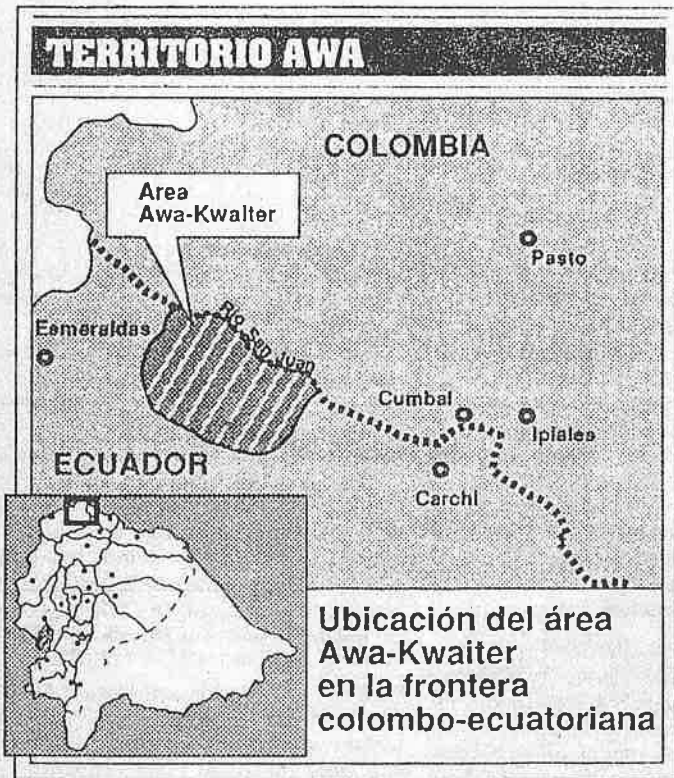 TERRITORIO AWA
COLOMBIA
Area
Awa-Kwaiter
Pasto
Río San Juan
Esmeraldas
Cumbal
Ipiales
ECUADOR
Carchi
Ubicación del área
Awa-Kwaiter
en la frontera
colombo-ecuatoriana